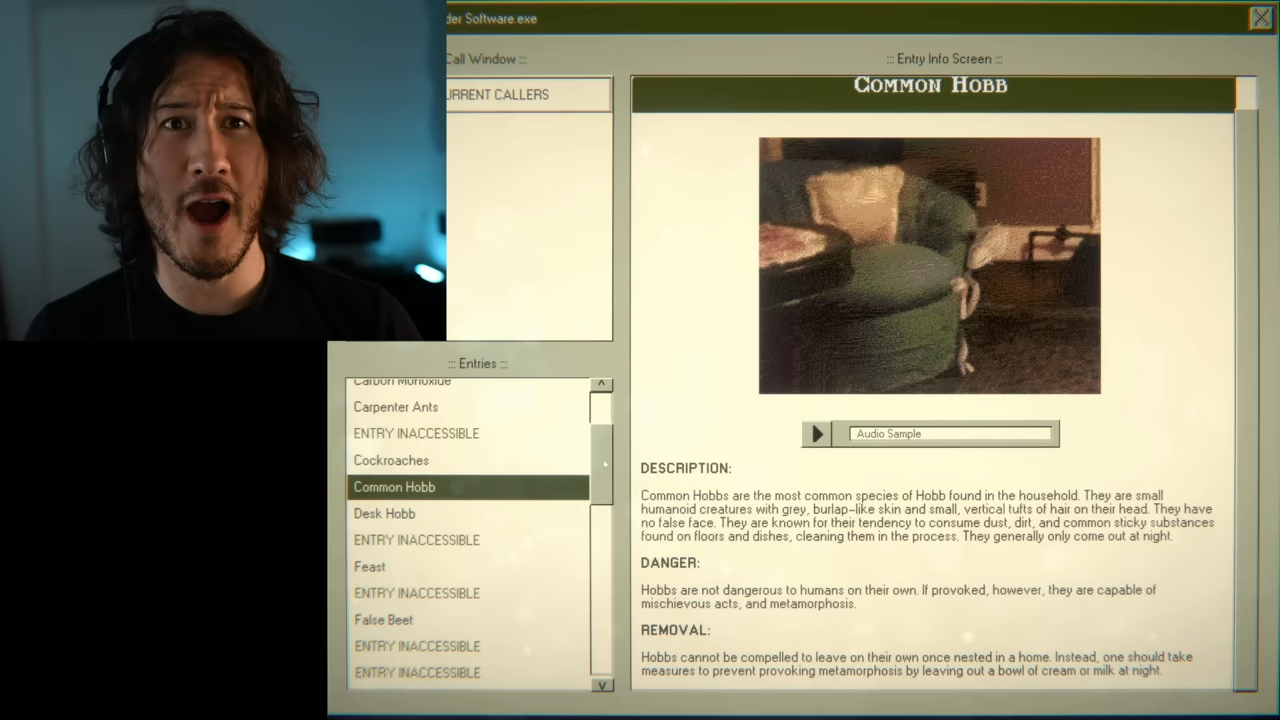 der Software.exe
Call Window :::
::: Entry Info Screen :::
URRENT CALLERS
COMMON HOBB
::: Entries :::
Carbon Monoxide
Carpenter Ants
ENTRY INACCESSIBLE
Cockroaches
Common Hobb
Desk Hobb
ENTRY INACCESSIBLE
Feast
ENTRY INACCESSIBLE
False Beet
ENTRY INACCESSIBLE
ENTRY INACCESSIBLE
Audio Sample
DESCRIPTION:
Common Hobbs are the most common species of Hobb found in the household. They are small
humanoid creatures with grey, burlap-like skin and small, vertical tufts of hair on their head. They have
no false face. They are known for their tendency to consume dust, dirt, and common sticky substances
found on floors and dishes, cleaning them in the process. They generally only come out at night.
DANGER:
Hobbs are not dangerous to humans on their own. If provoked, however, they are capable of
mischievous acts, and metamorphosis.
REMOVAL:
Hobbs cannot be compelled to leave on their own once nested in a home. Instead, one should take
measures to prevent provoking metamorphosis by leaving out a bowl of cream or milk at night.